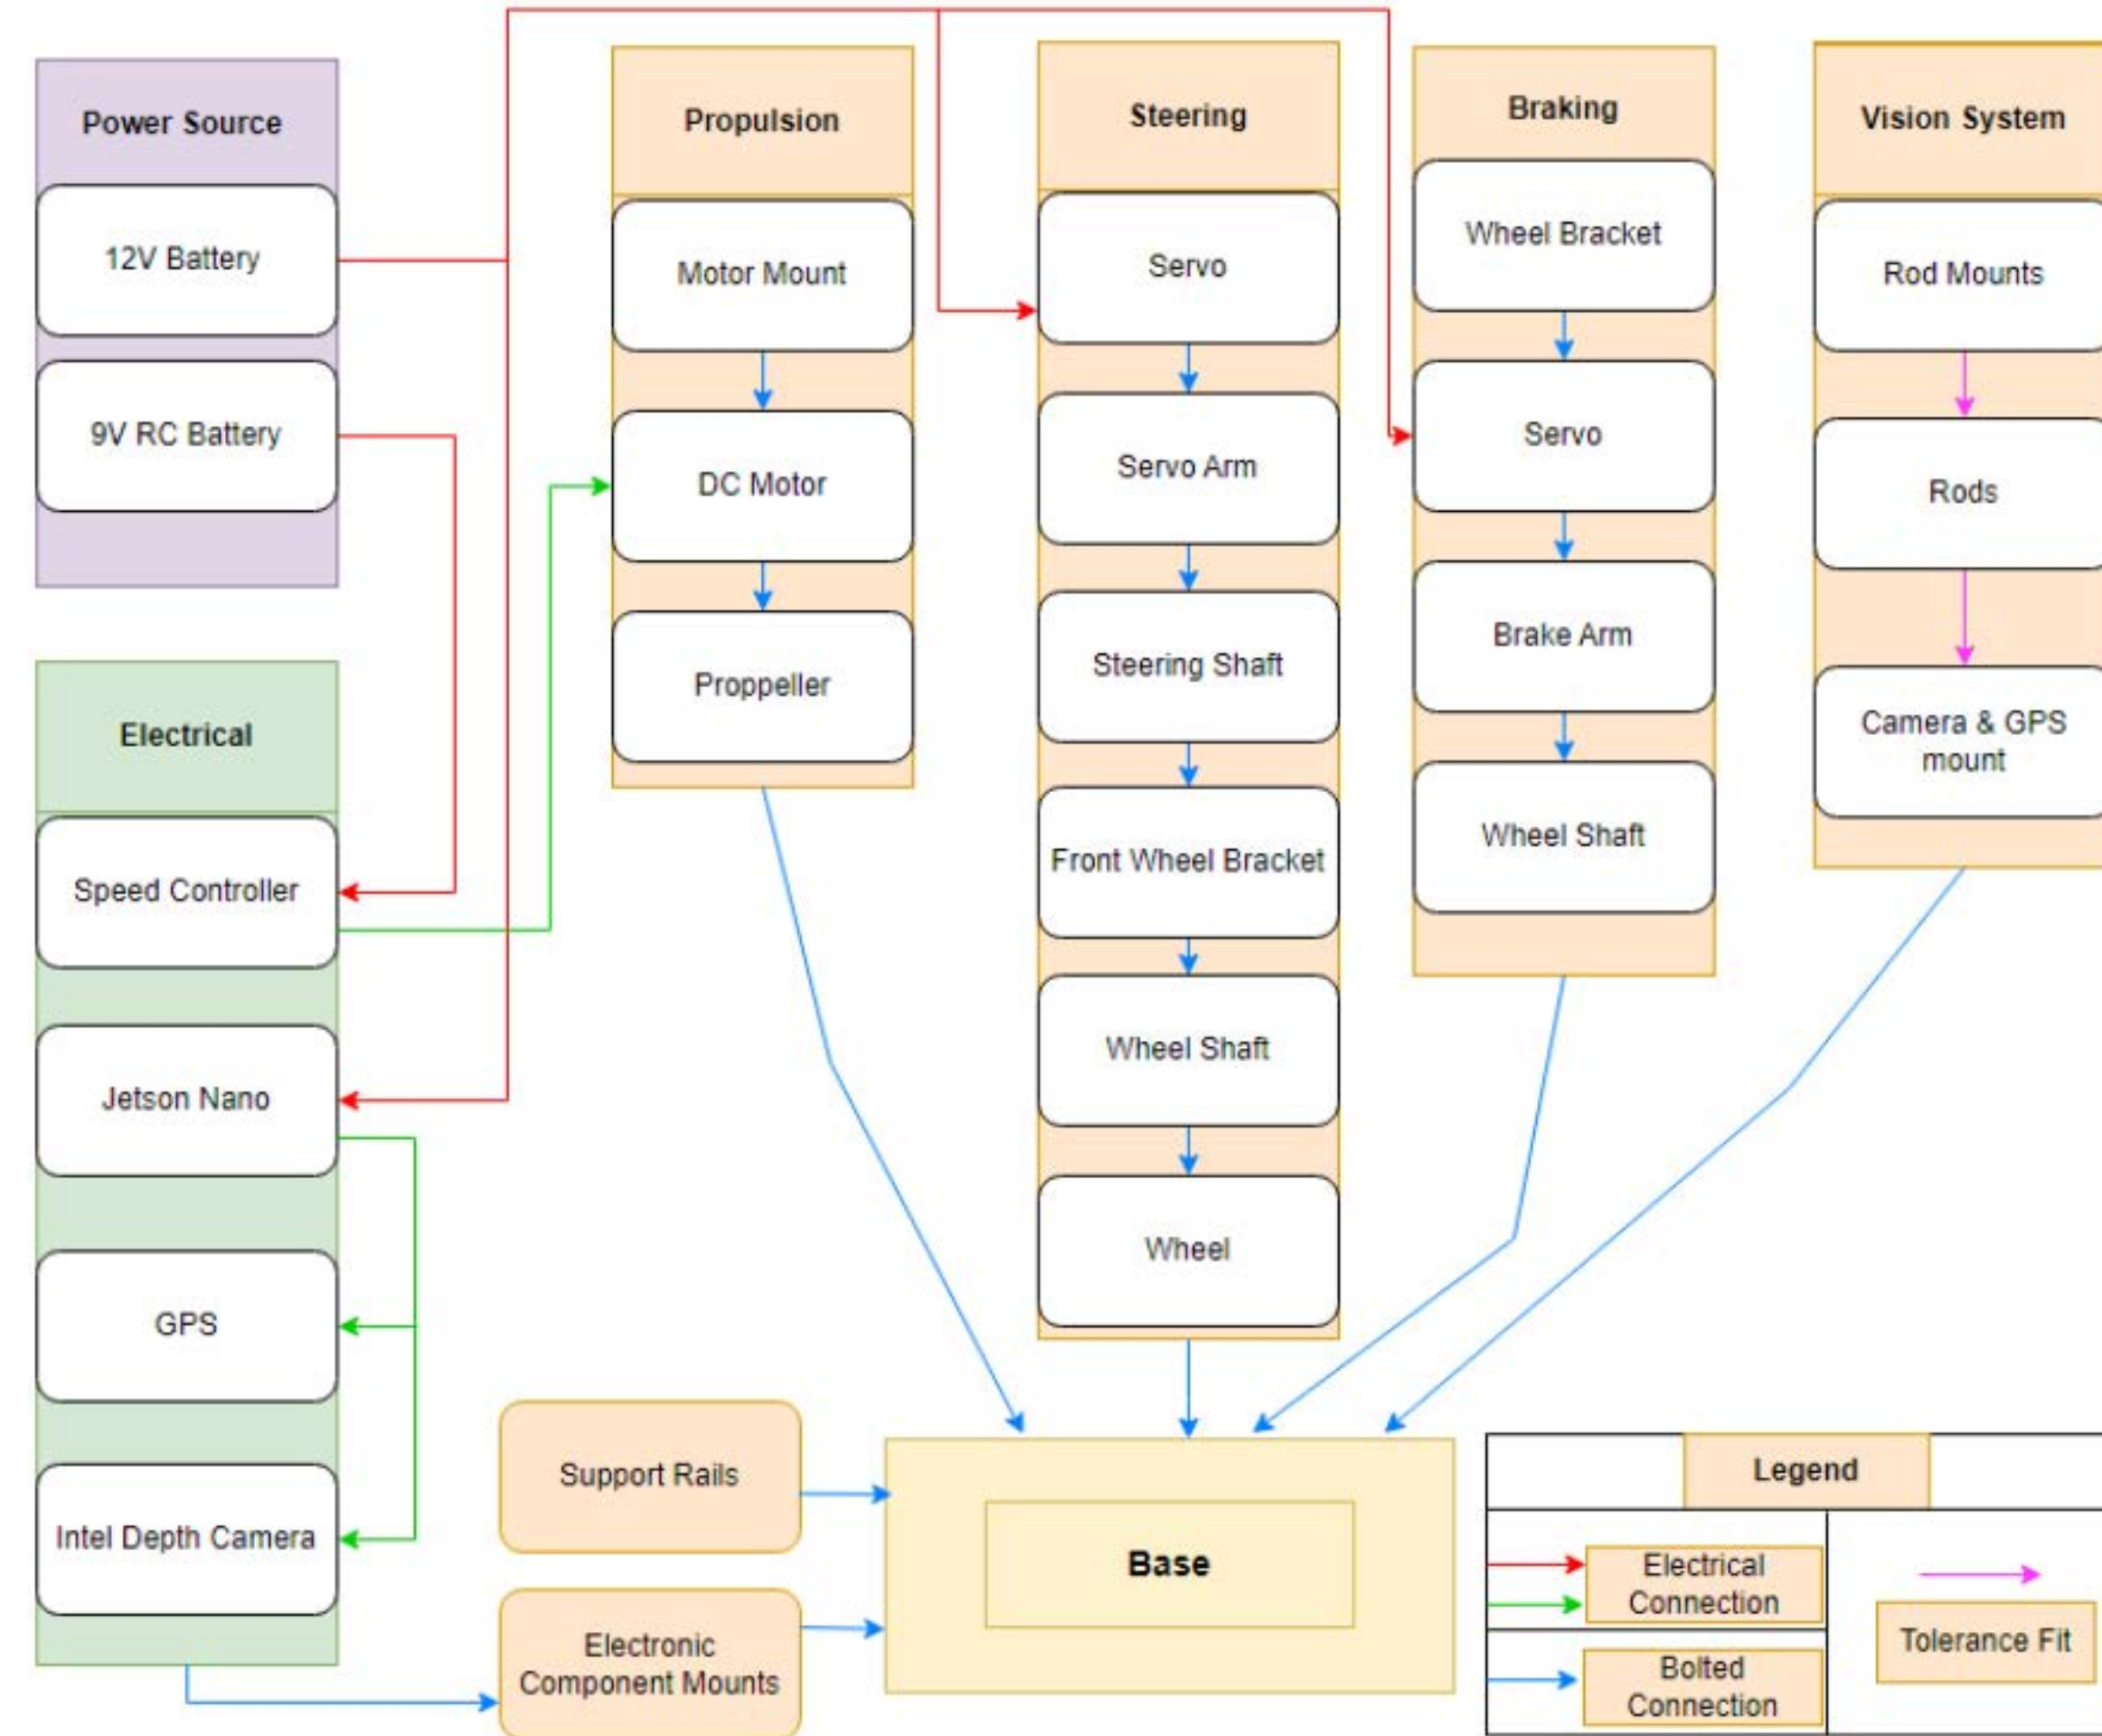 Power Source
12V Battery
9V RC Battery
Electrical
Speed Controller
Jetson Nano
GPS
Intel Depth Camera
Propulsion
Motor Mount
DC Motor
Proppeller
Steering
Servo
Servo Arm
Steering Shaft
Front Wheel Bracket
Wheel Shaft
Wheel
Braking
Wheel Bracket
Servo
Brake Arm
Wheel Shaft
Vision System
Rod Mounts
Rods
Camera & GPS
mount
Support Rails
Electronic
Component Mounts
Base
Legend
Electrical
Connection
Bolted
Connection
Tolerance Fit